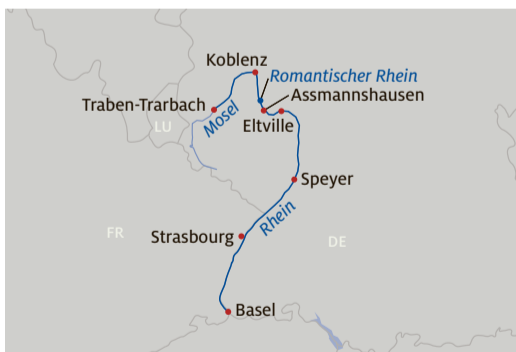 Koblenz
Romantischer Rhein
Assmannshausen
Traben-Trarbach
Mosel
Eltville
LU
Speyer
Rhein
FR
Strasbourg
DE
Basel